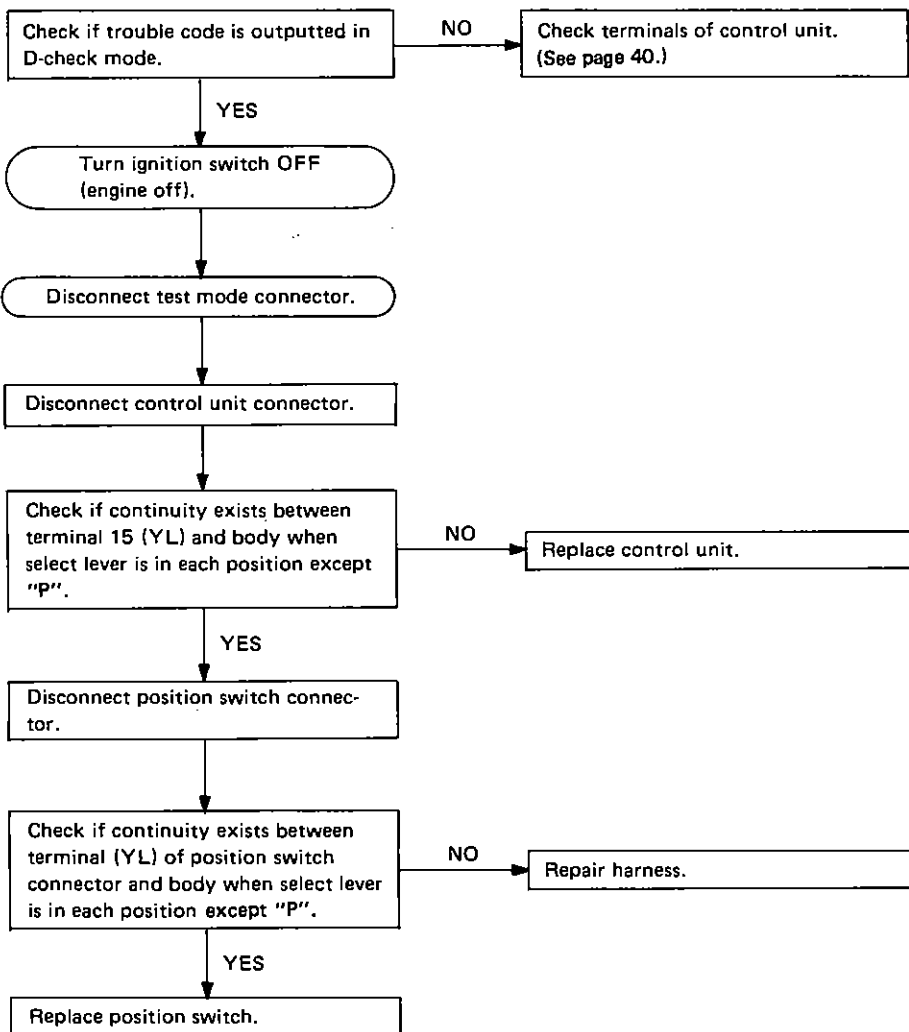 Check if trouble code is outputted in
D-check mode.
NO
Check terminals of control unit.
(See page 40.)
YES
Turn ignition switch OFF
(engine off).
Disconnect test mode connector.
Disconnect control unit connector.
Check if continuity exists between
terminal 15 (YL) and body when
select lever is in each position except
"P".
NO
Replace control unit.
YES
Disconnect position switch connec-
tor.
Check if continuity exists between
terminal (YL) of position switch
connector and body when select lever
is in each position except "P".
NO
Repair harness.
YES
Replace position switch.